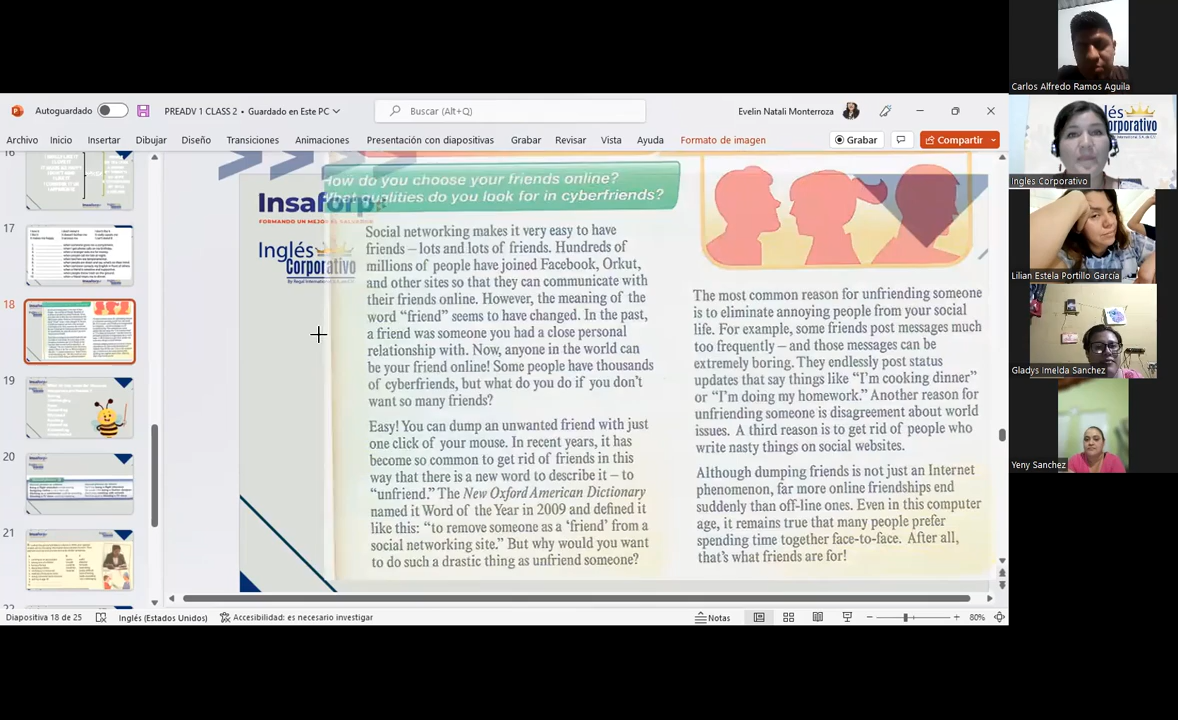 Autoguardado
PREADV 1 CLASS 2 • Guardado en Este PC
Buscar (Alt+Q)
Evelin Natali Monterroza
Archivo Inicio Insertar Dibujar Diseño Transiciones Animaciones Presentación con diapositivas Grabar Revisar Vista Ayuda Formato de imagen
Grabar
Compartir
16
17
18
19
20
21
22
Insaforp
FORMANDO UN MEJOR EL SALVADOR
Inglés
Corporativo
How do you choose your friends online?
What qualities do you look for in cyberfriends?
Social networking makes it very easy to have
friends – lots and lots of friends. Hundreds of
millions of people have joined Facebook, Orkut,
and other sites so that they can communicate with
their friends online. However, the meaning of the
word “friend” seems to have changed. In the past,
a friend was someone you had a close personal
relationship with. Now, anyone in the world can
be your friend online! Some people have thousands
of cyberfriends, but what do you do if you don’t
want so many friends?
Easy! You can dump an unwanted friend with just
one click of your mouse. In recent years, it has
become so common to get rid of friends in this
way that there is a new word to describe it – to
“unfriend.” The New Oxford American Dictionary
named it Word of the Year in 2009 and defined it
like this: “to remove someone as a ‘friend’ from a
social networking site.” But why would you want
to do such a drastic thing as unfriend someone?
The most common reason for unfriending someone
is to eliminate annoying people from your social
life. For example, some friends post messages much
too frequently – and those messages can be
extremely boring. They endlessly post status
updates that say things like “I’m cooking dinner”
or “I’m doing my homework.” Another reason for
unfriending someone is disagreement about world
issues. A third reason is to get rid of people who
write nasty things on social websites.
Although dumping friends is not just an Internet
phenomenon, far more online friendships end
suddenly than off-line ones. Even in this computer
age, it remains true that many people prefer
spending time together face-to-face. After all,
that’s what friends are for!
Diapositiva 18 de 25
Inglés (Estados Unidos)
Accesibilidad: es necesario investigar
Notas
80%
Carlos Alfredo Ramos Aguila
Ingles Corporativo
Lilian Estela Portillo García
Gladys Imelda Sanchez
Yeny Sanchez